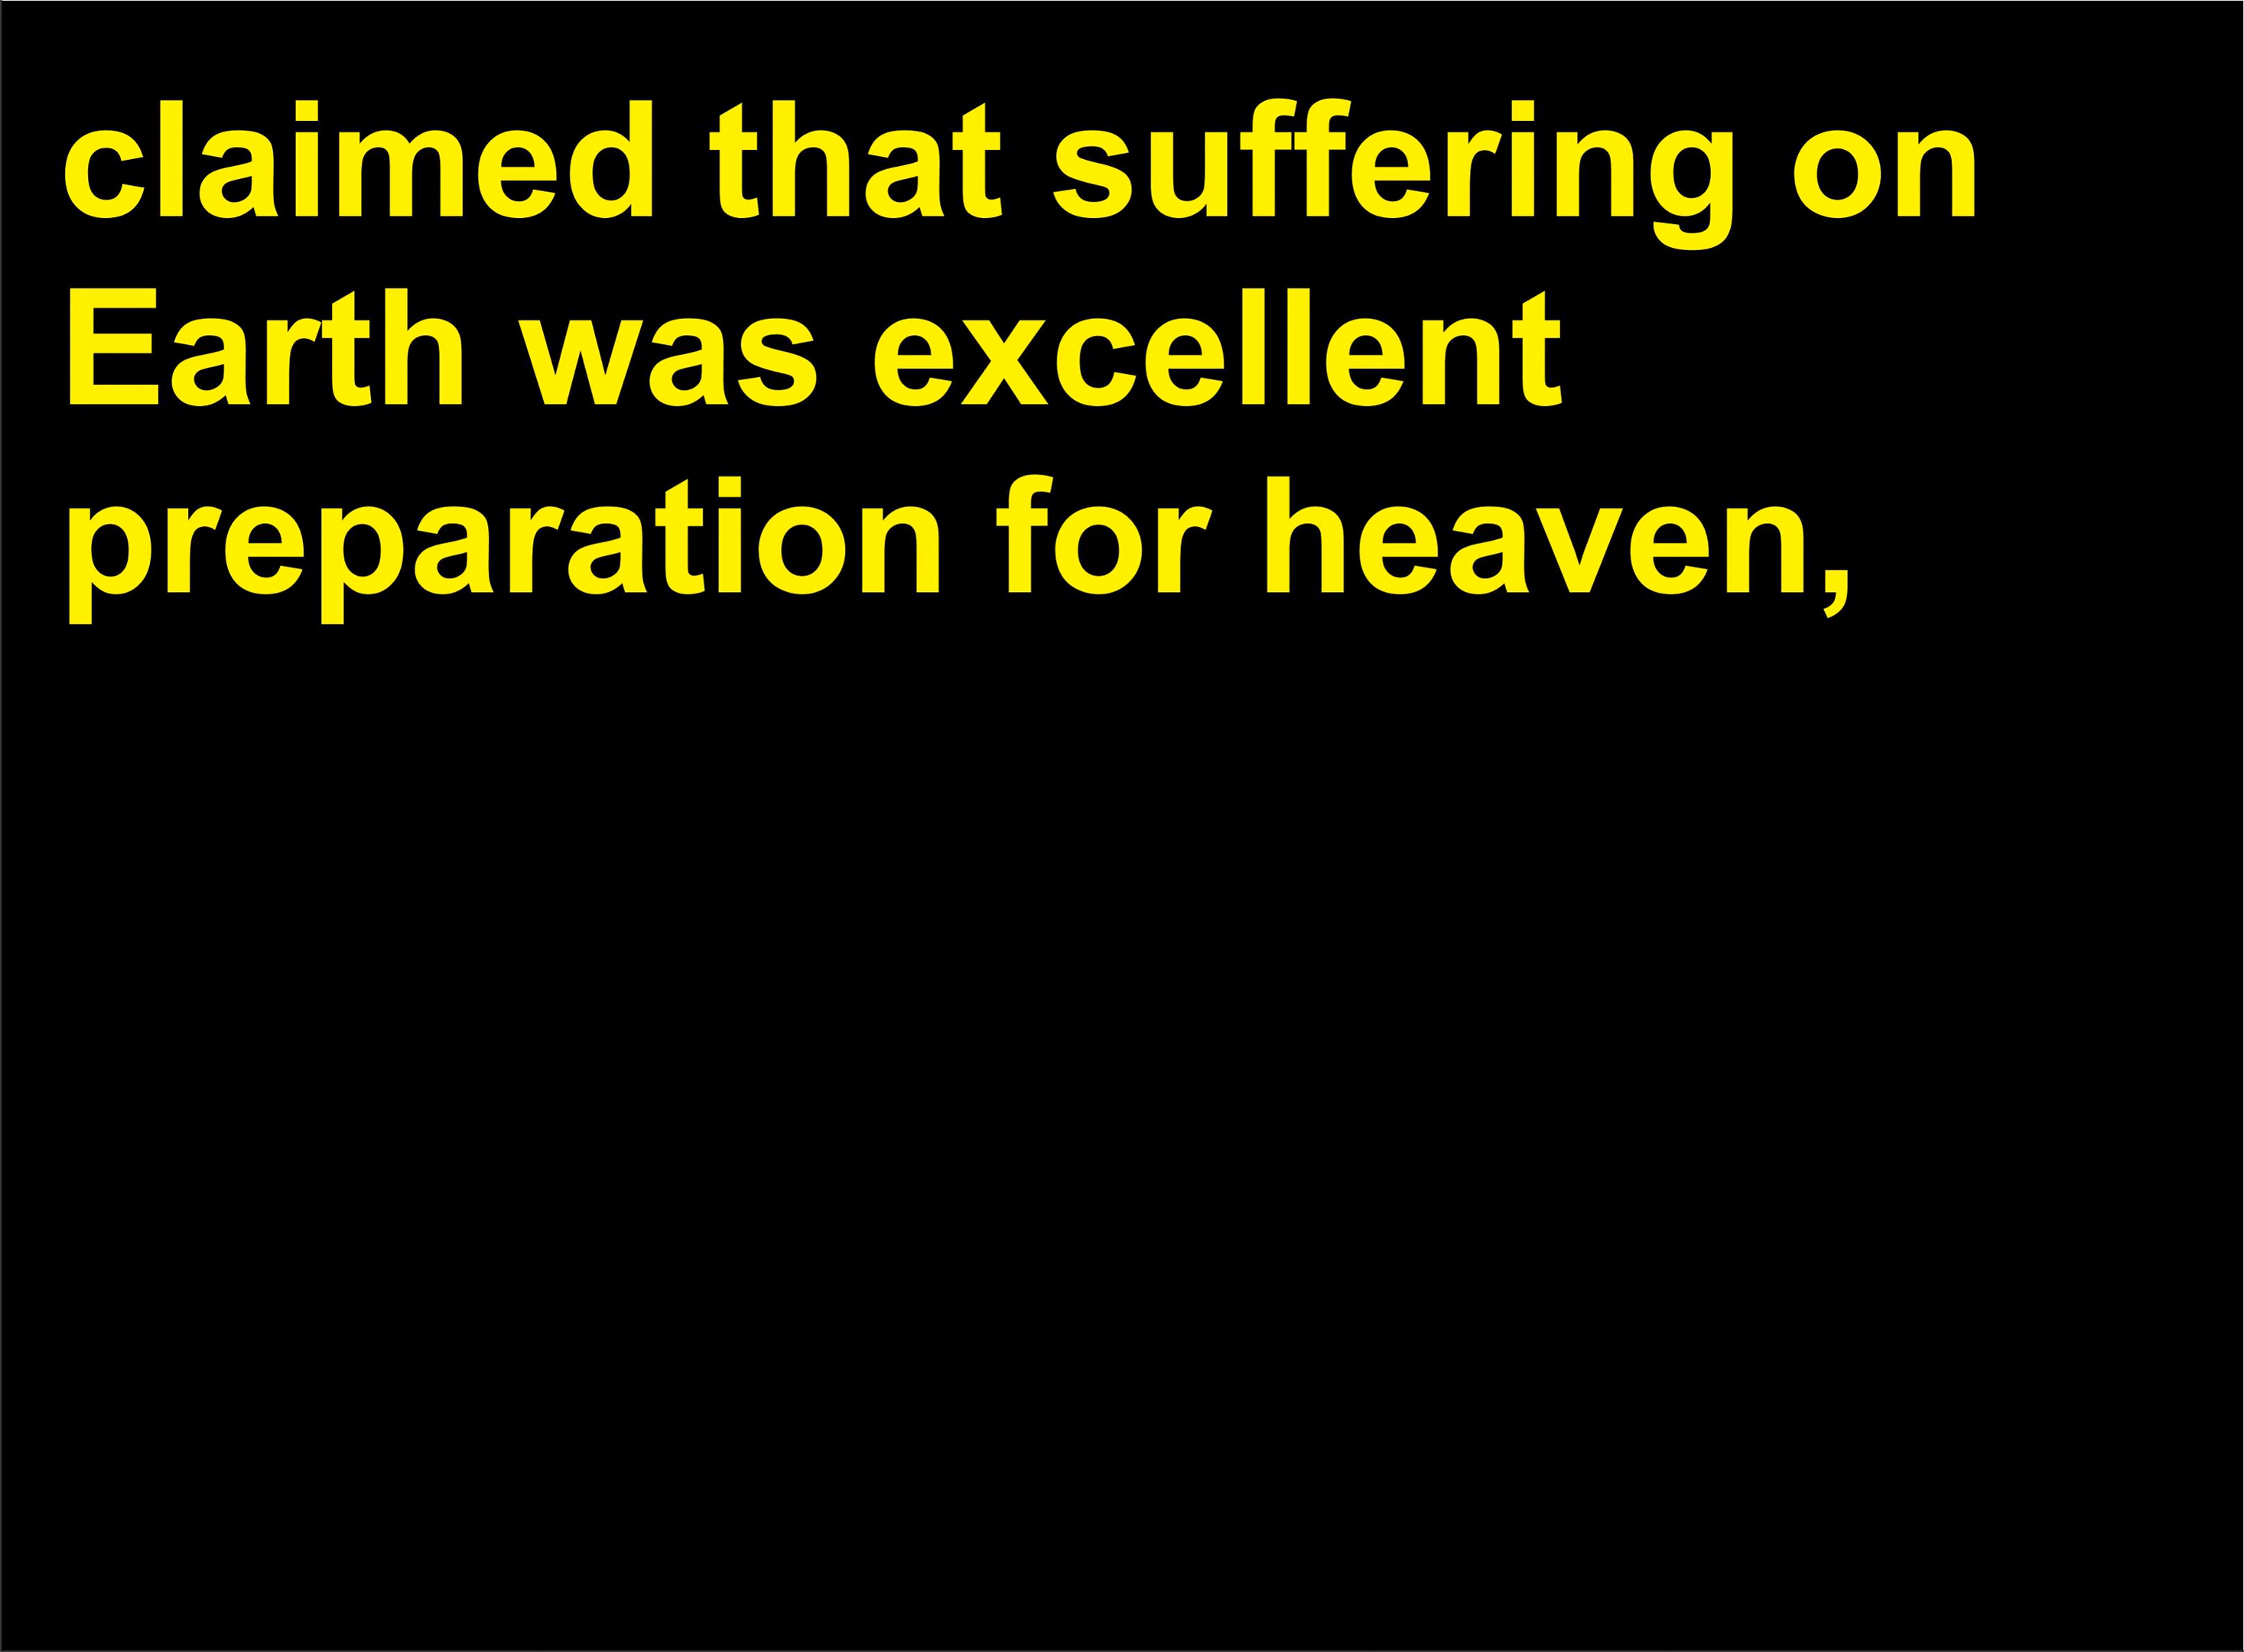 claimed that suffering on
Earth was excellent
preparation for heaven,